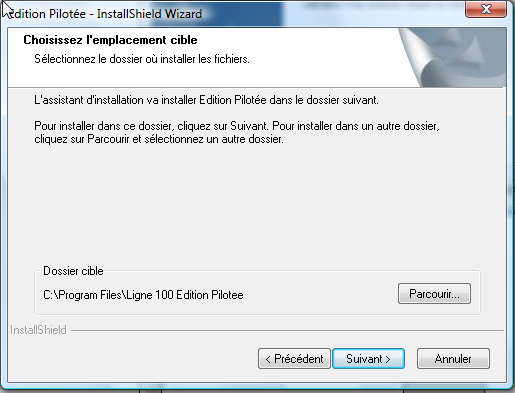 Edition Pilotée - InstallShield Wizard
Choisissez l'emplacement cible
Sélectionnez le dossier où installer les fichiers.
L'assistant d'installation va installer Edition Pilotée dans le dossier suivant.
Pour installer dans ce dossier, cliquez sur Suivant. Pour installer dans un autre dossier,
cliquez sur Parcourir et sélectionnez un autre dossier.
Dossier cible
C:\Program Files\Ligne 100 Edition Pilotee
Parcourir...
InstallShield
< Précédent
Suivant >
Annuler